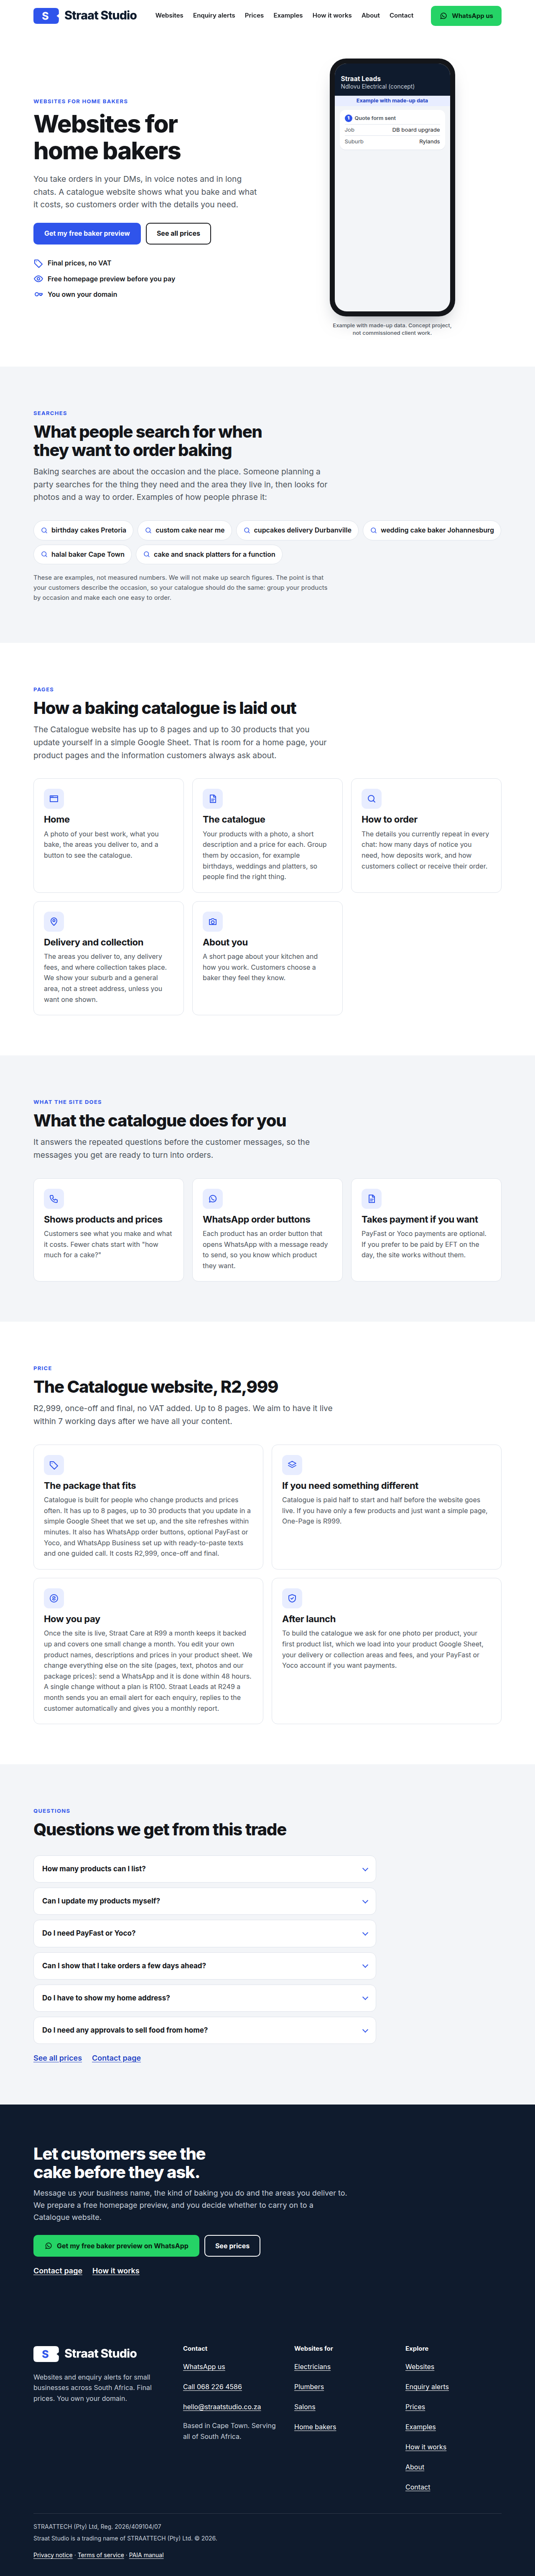 S Straat Studio
Websites Enquiry alerts Prices Examples How it works About Contact
WhatsApp us
WEBSITES FOR HOME BAKERS
Websites for
home bakers
You take orders in your DMs, in voice notes and in long
chats. A catalogue website shows what you bake and what
it costs, so customers order with the details you need.
Get my free baker preview
See all prices
Final prices, no VAT
Free homepage preview before you pay
You own your domain
Straat Leads
Ndlovu Electrical (concept)
Example with made-up data
1 Quote form sent
Job DB board upgrade
Suburb Rylands
Example with made-up data. Concept project,
not commissioned client work.
SEARCHES
What people search for when
they want to order baking
Baking searches are about the occasion and the place. Someone planning a
party searches for the thing they need and the area they live in, then looks for
photos and a way to order. Examples of how people phrase it:
birthday cakes Pretoria
custom cake near me
cupcakes delivery Durbanville
wedding cake baker Johannesburg
halal baker Cape Town
cake and snack platters for a function
These are examples, not measured numbers. We will not make up search figures. The point is that
your customers describe the occasion, so your catalogue should do the same: group your products
by occasion and make each one easy to order.
PAGES
How a baking catalogue is laid out
The Catalogue website has up to 8 pages and up to 30 products that you
update yourself in a simple Google Sheet. That is room for a home page, your
product pages and the information customers always ask about.
Home
A photo of your best work, what you
bake, the areas you deliver to, and a
button to see the catalogue.
The catalogue
Your products with a photo, a short
description and a price for each. Group
them by occasion, for example
birthdays, weddings and platters, so
people find the right thing.
How to order
The details you currently repeat in every
chat: how many days of notice you
need, how deposits work, and how
customers collect or receive their order.
Delivery and collection
The areas you deliver to, any delivery
fees, and where collection takes place.
We show your suburb and a general
area, not a street address, unless you
want one shown.
About you
A short page about your kitchen and
how you work. Customers choose a
baker they feel they know.
WHAT THE SITE DOES
What the catalogue does for you
It answers the repeated questions before the customer messages, so the
messages you get are ready to turn into orders.
Shows products and prices
Customers see what you make and what
it costs. Fewer chats start with "how
much for a cake?"
WhatsApp order buttons
Each product has an order button that
opens WhatsApp with a message ready
to send, so you know which product
they want.
Takes payment if you want
PayFast or Yoco payments are optional.
If you prefer to be paid by EFT on the
day, the site works without them.
PRICE
The Catalogue website, R2,999
R2,999, once-off and final, no VAT added. Up to 8 pages. We aim to have it live
within 7 working days after we have all your content.
The package that fits
Catalogue is built for people who change products and prices
often. It has up to 8 pages, up to 30 products that you update in a
simple Google Sheet that we set up, and the site refreshes within
minutes. It also has WhatsApp order buttons, optional PayFast or
Yoco, and WhatsApp Business set up with ready-to-paste texts
and one guided call. It costs R2,999, once-off and final.
If you need something different
Catalogue is paid half to start and half before the website goes
live. If you have only a few products and just want a simple page,
One-Page is R999.
How you pay
Once the site is live, Straat Care at R99 a month keeps it backed
up and covers one small change a month. You edit your own
product names, descriptions and prices in your product sheet. We
change everything else on the site (pages, text, photos and our
package prices): send a WhatsApp and it is done within 48 hours.
A single change without a plan is R100. Straat Leads at R249 a
month sends you an email alert for each enquiry, replies to the
customer automatically and gives you a monthly report.
After launch
To build the catalogue we ask for one photo per product, your
first product list, which we load into your product Google Sheet,
your delivery or collection areas and fees, and your PayFast or
Yoco account if you want payments.
QUESTIONS
Questions we get from this trade
How many products can I list?
Can I update my products myself?
Do I need PayFast or Yoco?
Can I show that I take orders a few days ahead?
Do I have to show my home address?
Do I need any approvals to sell food from home?
See all prices Contact page
Let customers see the
cake before they ask.
Message us your business name, the kind of baking you do and the areas you deliver to.
We prepare a free homepage preview, and you decide whether to carry on to a
Catalogue website.
Get my free baker preview on WhatsApp
See prices
Contact page How it works
S Straat Studio
Websites and enquiry alerts for small
businesses across South Africa. Final
prices. You own your domain.
Contact
WhatsApp us
Call 068 226 4586
hello@straatstudio.co.za
Based in Cape Town. Serving
all of South Africa.
Websites for
Electricians
Plumbers
Salons
Home bakers
Explore
Websites
Enquiry alerts
Prices
Examples
How it works
About
Contact
STRAATTECH (Pty) Ltd, Reg. 2026/409104/07
Straat Studio is a trading name of STRAATTECH (Pty) Ltd. © 2026.
Privacy notice · Terms of service · PAIA manual